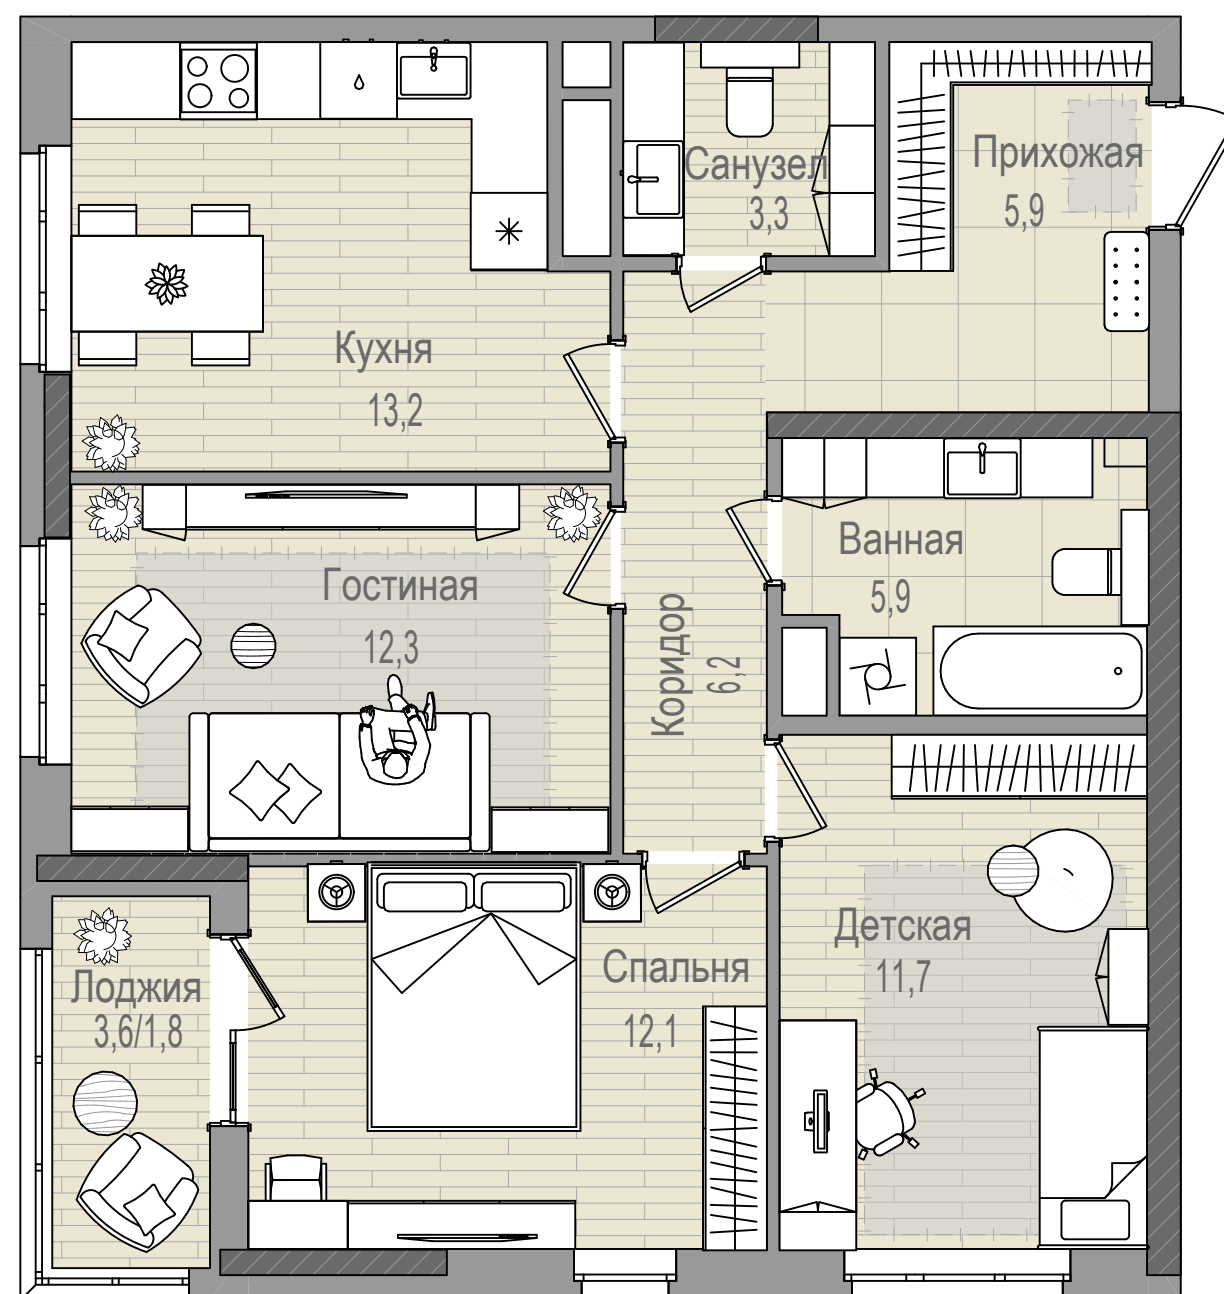 Санузел
3,3
Прихожая
5,9
Кухня
13,2
Гостиная
12,3
Коридор
6,2
Ванная
5,9
Лоджия
3,6/1,8
Спальня
12,1
Детская
11,7